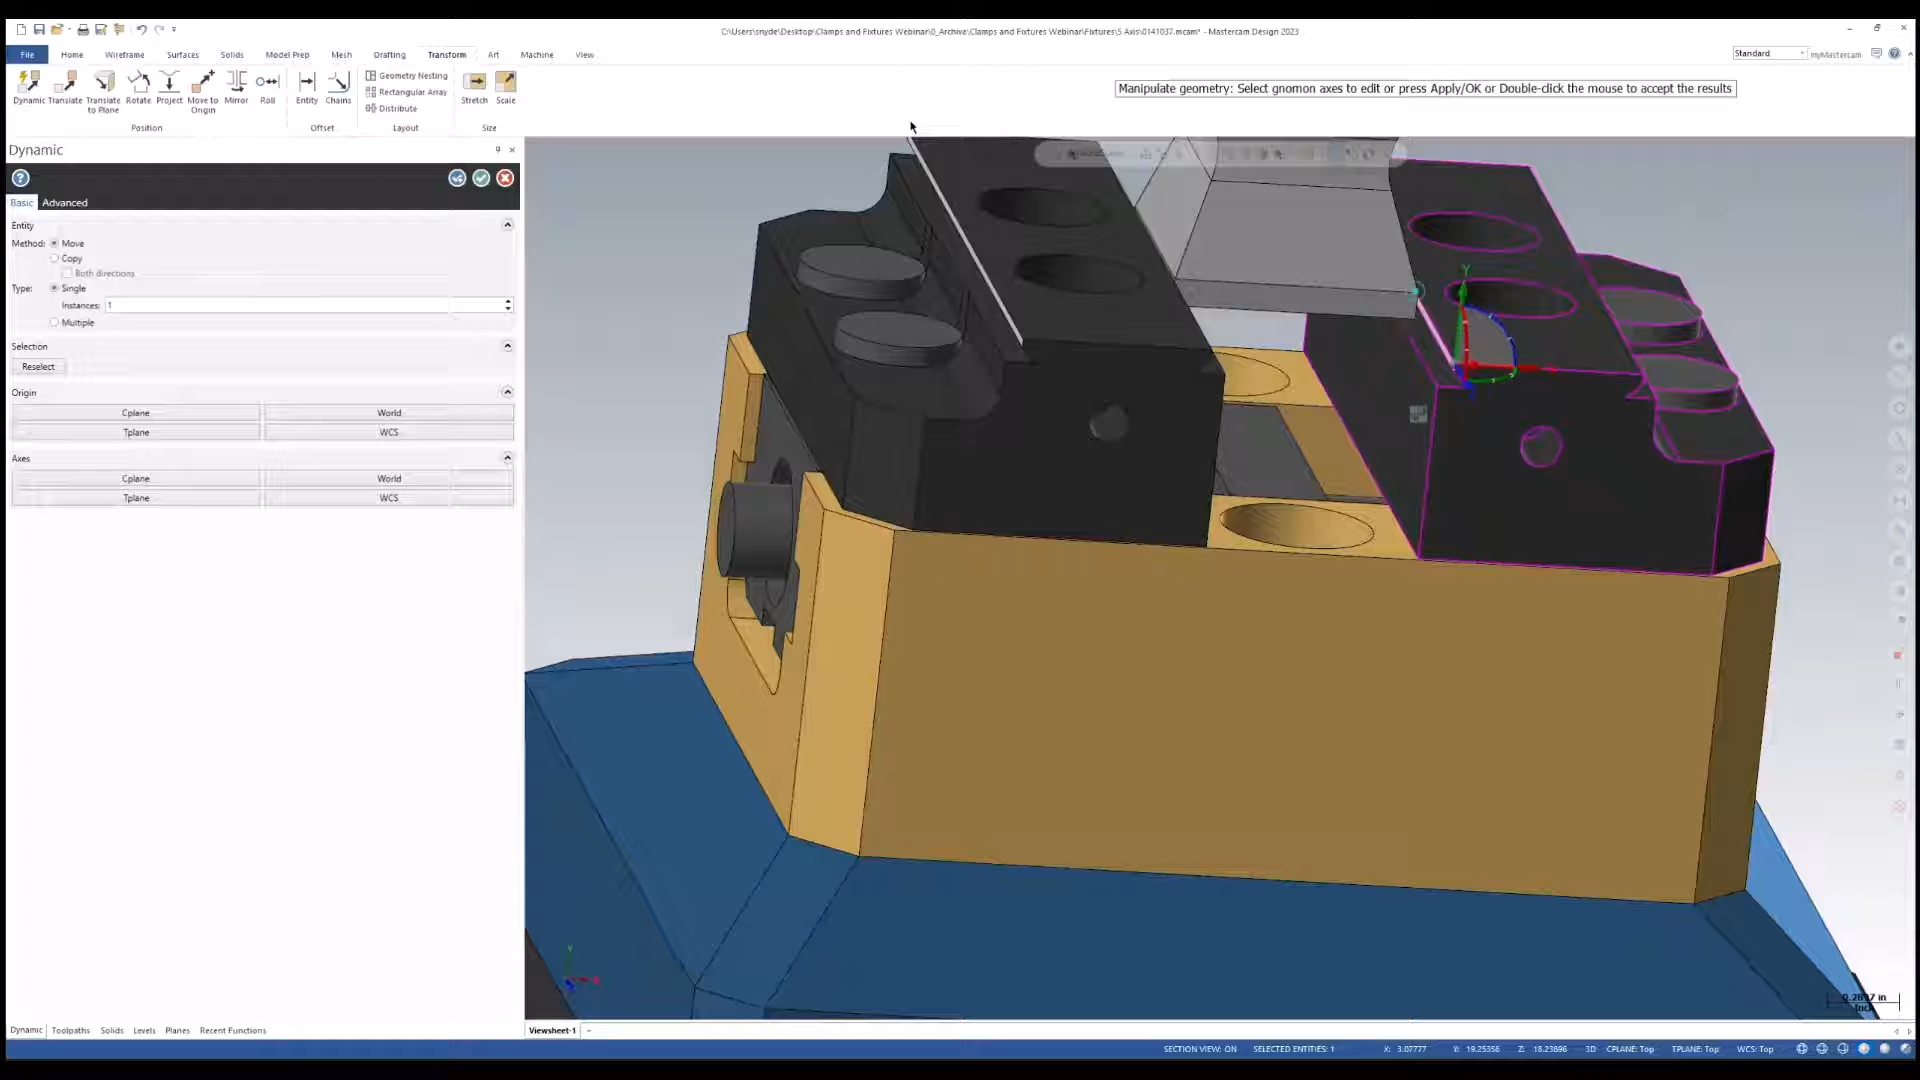 C:\Users\snyde\Desktop\Clamps and Fixtures Webinar\0_Archive\Clamps and Fixtures Webinar\Fixtures\5 Axis\0141037.mcam* - Mastercam Design 2023
File Home Wireframe Surfaces Solids Model Prep Mesh Drafting Transform Art Machine View
Standard myMastercam
Dynamic Translate Translate to Plane Rotate Project Move to Origin Mirror Roll
Entity Chains
Geometry Nesting
Rectangular Array
Distribute
Stretch Scale
Position Offset Layout Size
Manipulate geometry: Select gnomon axes to edit or press Apply/OK or Double-click the mouse to accept the results
Dynamic
Basic Advanced
Entity
Method: Move
Copy
Both directions
Type: Single
Instances: 1
Multiple
Selection
Reselect
Origin
Cplane World
Tplane WCS
Axes
Cplane World
Tplane WCS
Y
Dynamic Toolpaths Solids Levels Planes Recent Functions
Viewsheet-1
SECTION VIEW: ON SELECTED ENTITIES: 1 X: 3.07777 Y: 19.25356 Z: 18.23896 3D CPLANE: Top TPLANE: Top WCS: Top